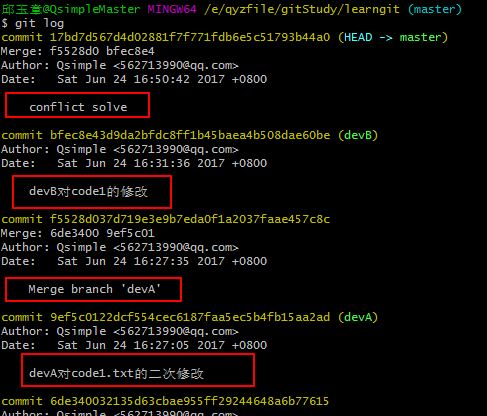 邱玉章@QsimpleMaster MINGW64 /e/qyzfile/gitStudy/learngit (master)
$ git log
commit 17bd7d567d4d02881f7f771fdb6e5c51793b44a0 (HEAD -> master)
Merge: f5528d0 bfec8e4
Author: Qsimple <562713990@qq.com>
Date: Sat Jun 24 16:50:42 2017 +0800
conflict solve
commit bfec8e43d9da2bfdc8ff1b45baea4b508dae60be (devB)
Author: Qsimple <562713990@qq.com>
Date: Sat Jun 24 16:31:36 2017 +0800
devB对code1的修改
commit f5528d037d719e3e9b7eda0f1a2037faae457c8c
Merge: 6de3400 9ef5c01
Author: Qsimple <562713990@qq.com>
Date: Sat Jun 24 16:27:35 2017 +0800
Merge branch 'devA'
commit 9ef5c0122dcf554cec6187faa5ec5b4fb15aa2ad (devA)
Author: Qsimple <562713990@qq.com>
Date: Sat Jun 24 16:27:05 2017 +0800
devA对code1.txt的二次修改
commit 6de340032135d63cbae955ff29244648a6b77615